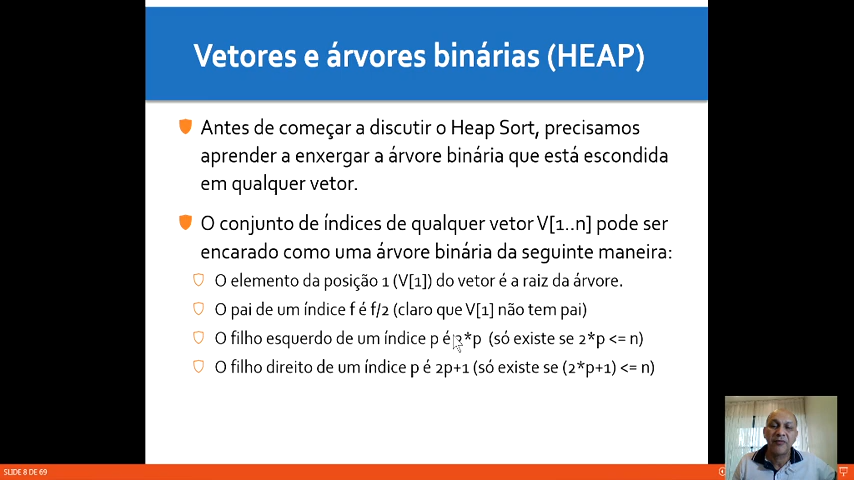 Vetores e árvores binárias (HEAP)
Antes de começar a discutir o Heap Sort, precisamos
aprender a enxergar a árvore binária que está escondida
em qualquer vetor.
O conjunto de índices de qualquer vetor V[1..n] pode ser
encarado como uma árvore binária da seguinte maneira:
O elemento da posição 1 (V[1]) do vetor é a raiz da árvore.
O pai de um índice f é f/2 (claro que V[1] não tem pai)
O filho esquerdo de um índice p é 2*p (só existe se 2*p <= n)
O filho direito de um índice p é 2p+1 (só existe se (2*p+1) <= n)
SLIDE 8 DE 69